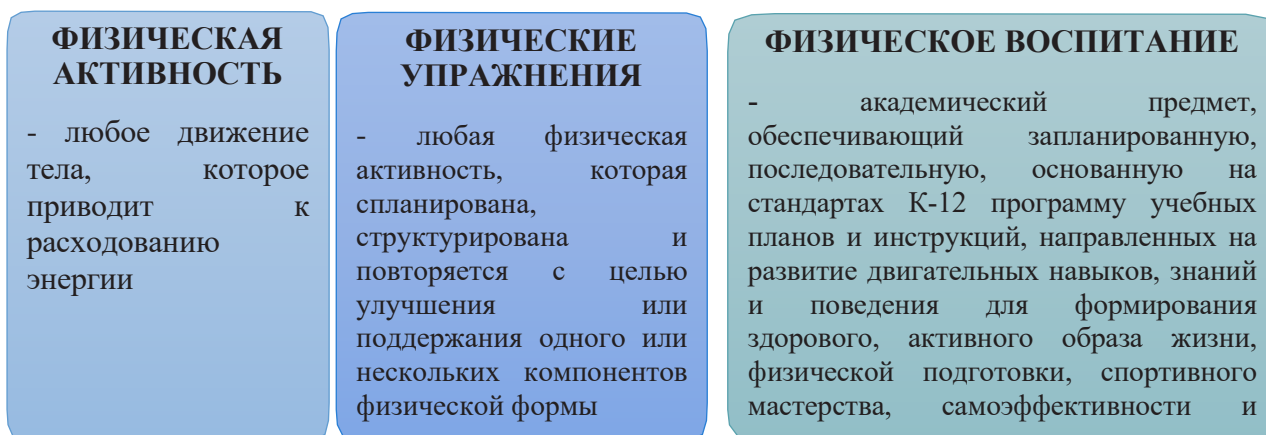 ФИЗИЧЕСКАЯ
АКТИВНОСТЬ
- любое движение
тела, которое
приводит к
расходованию
энергии
ФИЗИЧЕСКИЕ
УПРАЖНЕНИЯ
- любая физическая
активность, которая
спланирована,
структурирована и
повторяется с целью
улучшения или
поддержания одного или
нескольких компонентов
физической формы
ФИЗИЧЕСКОЕ ВОСПИТАНИЕ
- академический предмет,
обеспечивающий запланированную,
последовательную, основанную на
стандартах К-12 программу учебных
планов и инструкций, направленных на
развитие двигательных навыков, знаний
и поведения для формирования
здорового, активного образа жизни,
физической подготовки, спортивного
мастерства, самоэффективности и